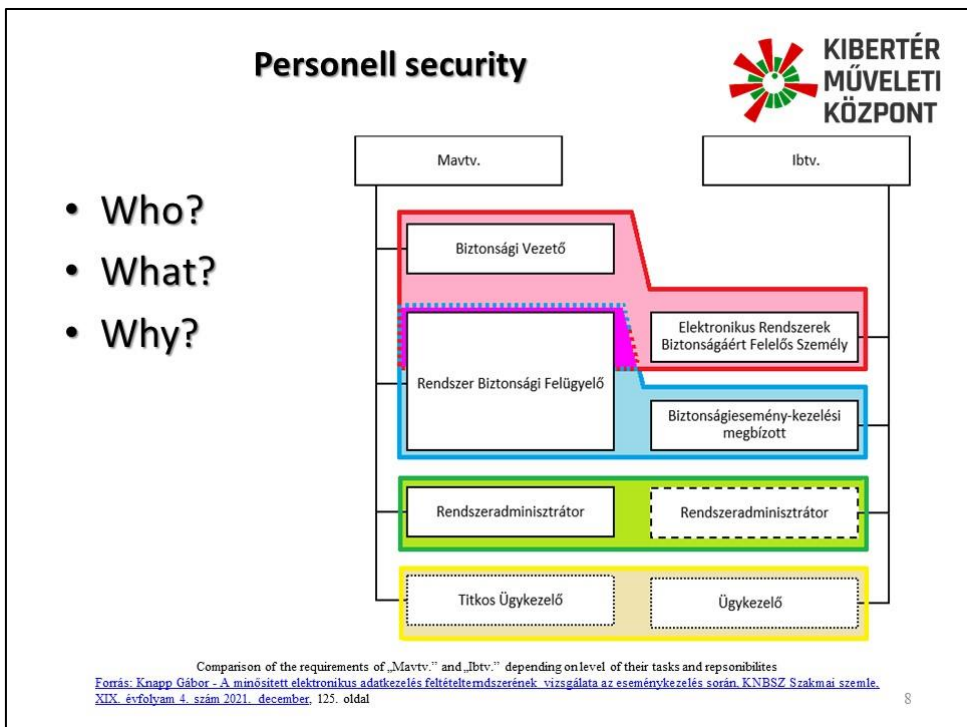 Personell security
KIBERTÉR
MŰVELETI
KÖZPONT
• Who?
• What?
• Why?
Mavtv.
Ibtv.
Biztonsági Vezető
Elektronikus Rendszerek
Biztonságáért Felelős Személy
Rendszer Biztonsági Felügyelő
Biztonságiesemény-kezelési
megbízott
Rendszeradminisztrátor
Rendszeradminisztrátor
Titkos Ügykezelő
Ügykezelő
Comparison of the requirements of „Mavtv.” and „Ibtv.” depending on level of their tasks and repsonibilites
Forrás: Knapp Gábor - A minősített elektronikus adatkezelés feltételterndszerének vizsgálata az eseménykezelés során, KNBSZ Szakmai szemle,
XIX. évfolyam 4. szám 2021. december, 125. oldal
8